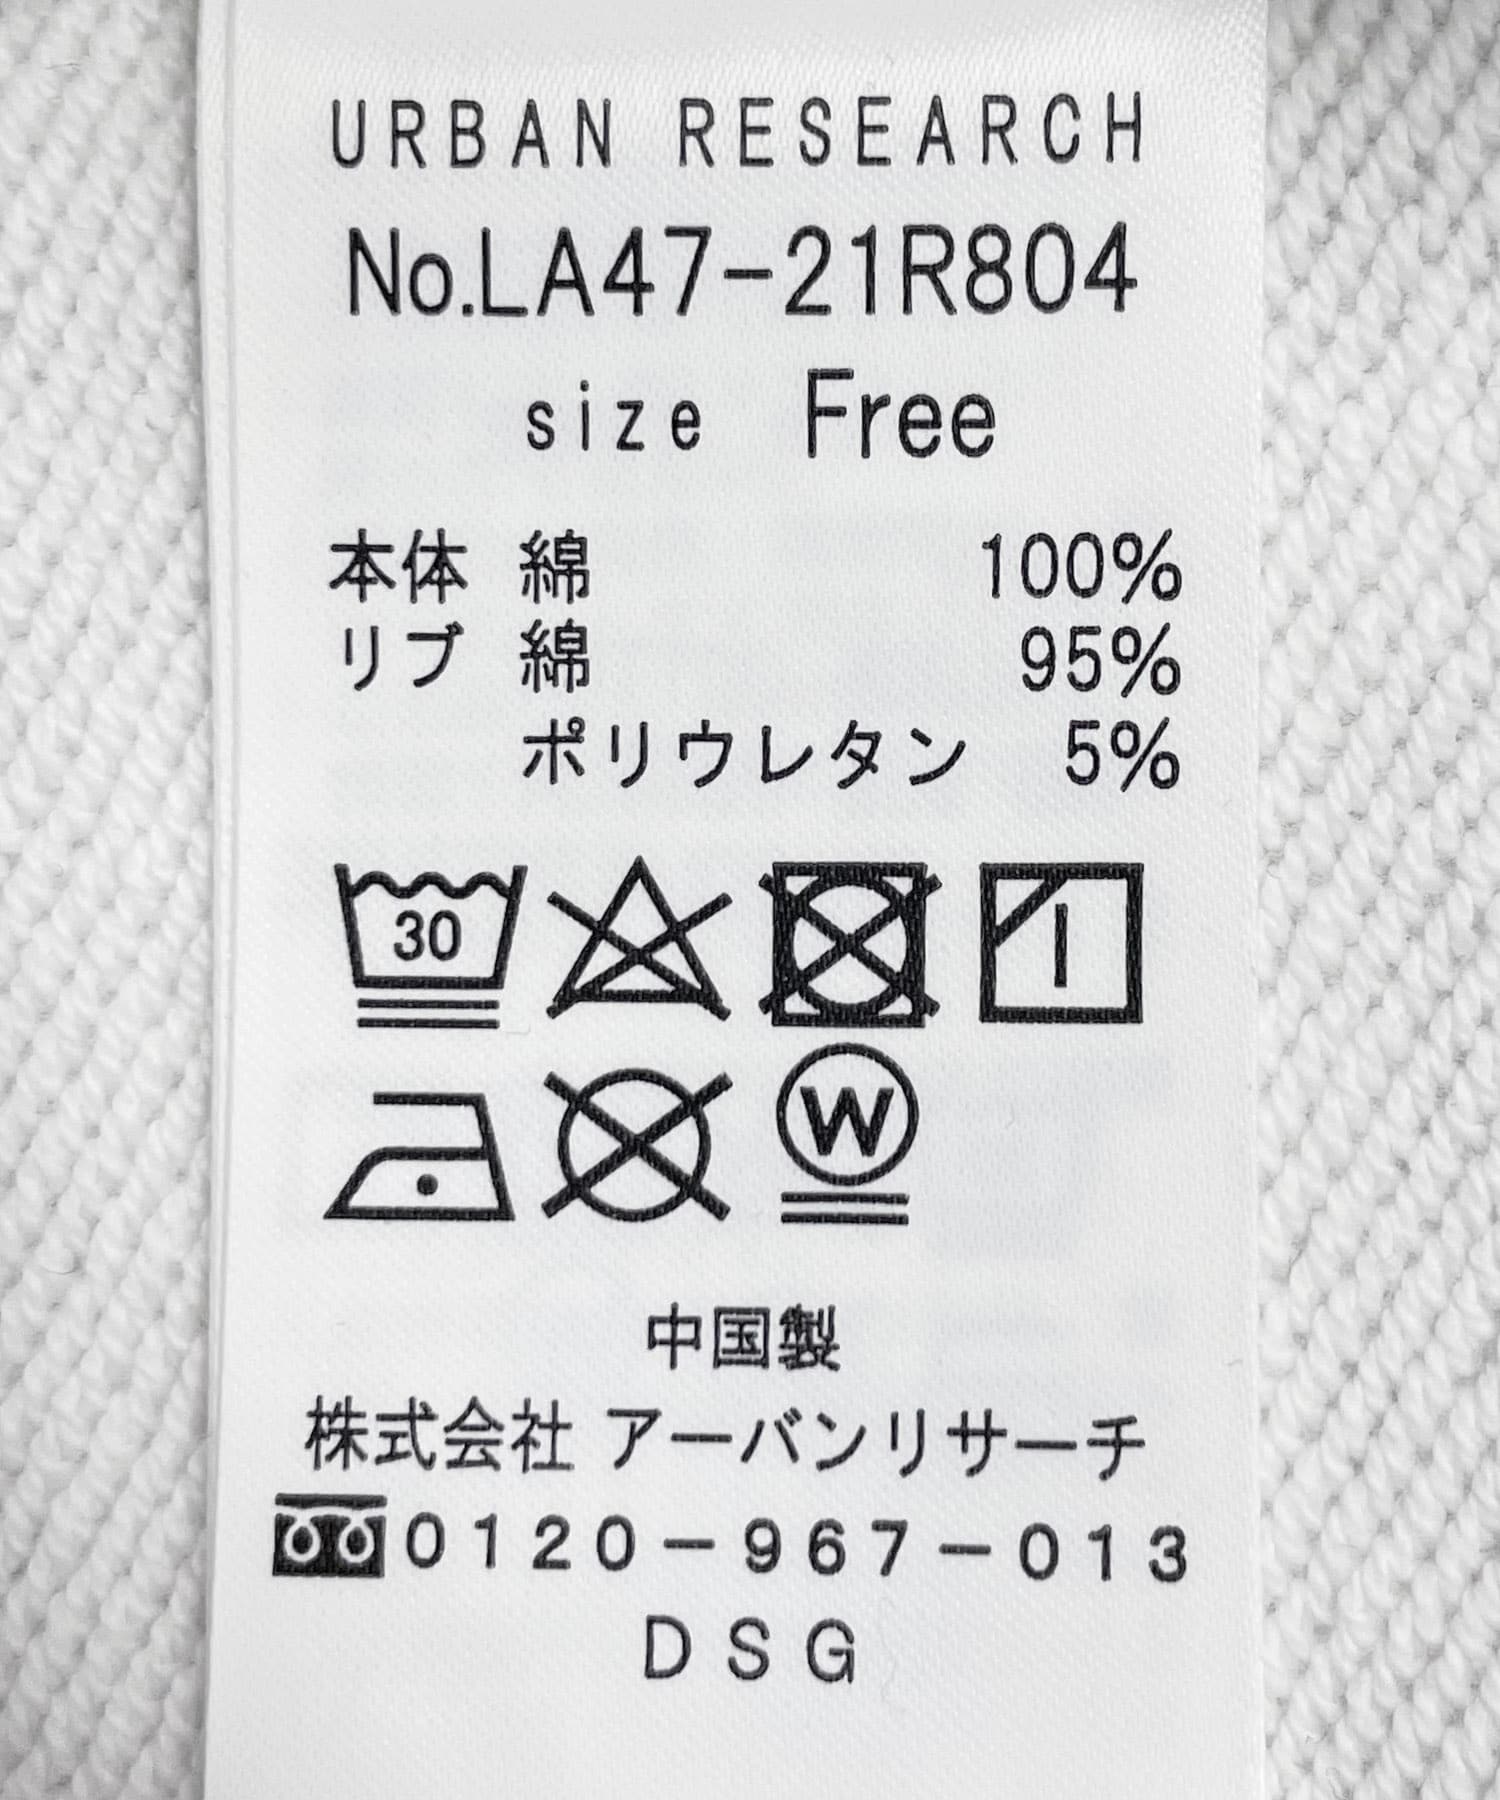 URBAN RESEARCH
No.LA47-21R804
size Free
本体 綿 100%
リブ 綿 95%
ポリウレタン 5%
30
W
中国製
株式会社 アーバンリサーチ
0120-967-013
DSG